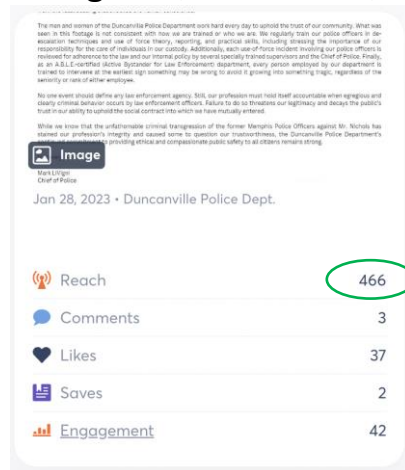 The men and women of the Duncanville Police Department work hard every day to uphold the trust of our community. What was
seen in this footage is not consistent with how we are trained or who we are. We regularly train our police officers in de-
escalation techniques and use of force theory, reporting, and practical skills, including stressing the importance of our
responsibility for the care of individuals in our custody. Additionally, each use-of-force incident involving our police officers is
reviewed for adherence to the law and our internal policy by several specially trained supervisors and the Chief of Police. Finally,
as an A.B.L.E-certified (Active Bystander for Law Enforcement) department, every person employed by our department is
trained to intervene at the earliest sign something may be wrong to avoid it growing into something tragic, regardless of the
seniority or rank of either employee.
No one event should define any law enforcement agency. Still, our profession must hold itself accountable when egregious and
clearly criminal behavior occurs by law enforcement officers. Failure to do so threatens our legitimacy and decays the public's
trust in our ability to uphold the social contract into which we have mutually entered.
While we know that the unfathomable criminal transgression of the former Memphis Police Officers against Mr. Nichols has
stained our profession's integrity and caused some to question our trustworthiness, the Duncanville Police Department's
commitment to providing ethical and compassionate public safety to all citizens remains strong.
Image
Chief of Police
Jan 28, 2023 • Duncanville Police Dept.
Reach 466
Comments 3
Likes 37
Saves 2
Engagement 42